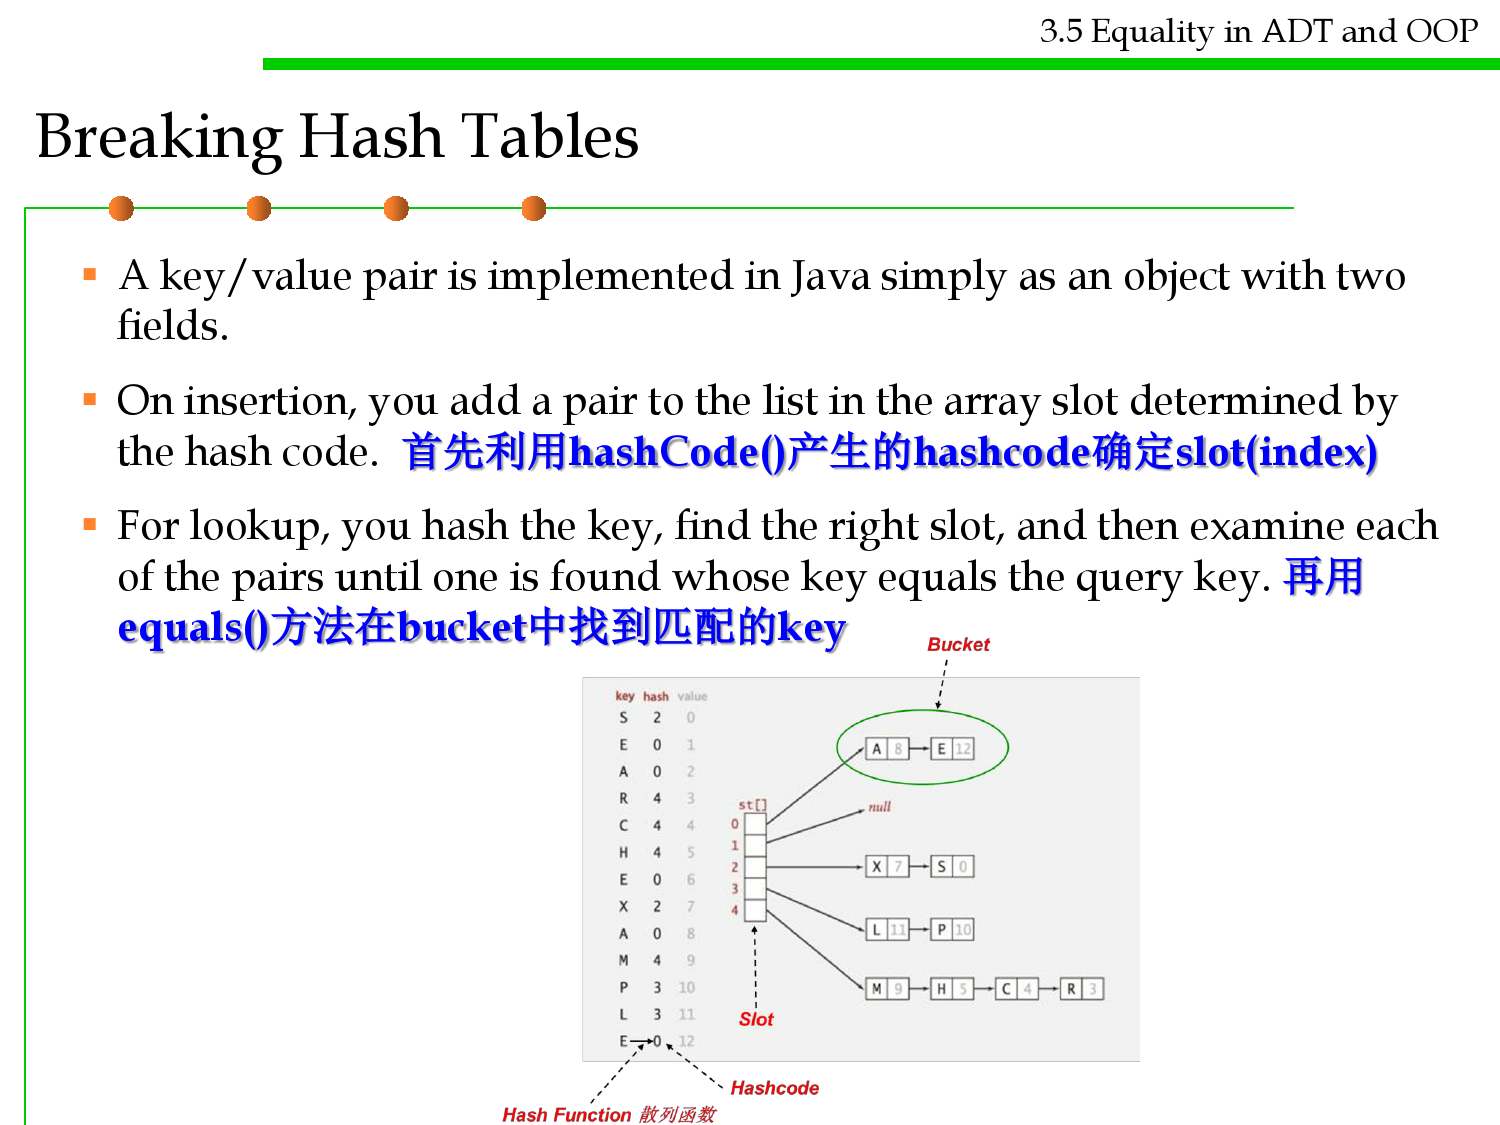 3.5 Equality in ADT and OOP
Breaking Hash Tables
A key/value pair is implemented in Java simply as an object with two
fields.
On insertion, you add a pair to the list in the array slot determined by
the hash code. 首先利用hashCode()产生的hashcode确定slot(index)
For lookup, you hash the key, find the right slot, and then examine each
of the pairs until one is found whose key equals the query key. 再用
equals()方法在bucket中找到匹配的key
Bucket
key hash value
S 2 0
E 0 1
A 0 2
R 4 3
C 4 4
H 4 5
E 0 6
X 2 7
A 0 8
M 4 9
P 3 10
L 3 11
E 0 12
st[]
0
1
2
3
4
A 8 E 12
null
X 7 S 0
L 11 P 10
M 9 H 5 C 4 R 3
Slot
Hashcode
Hash Function 散列函数